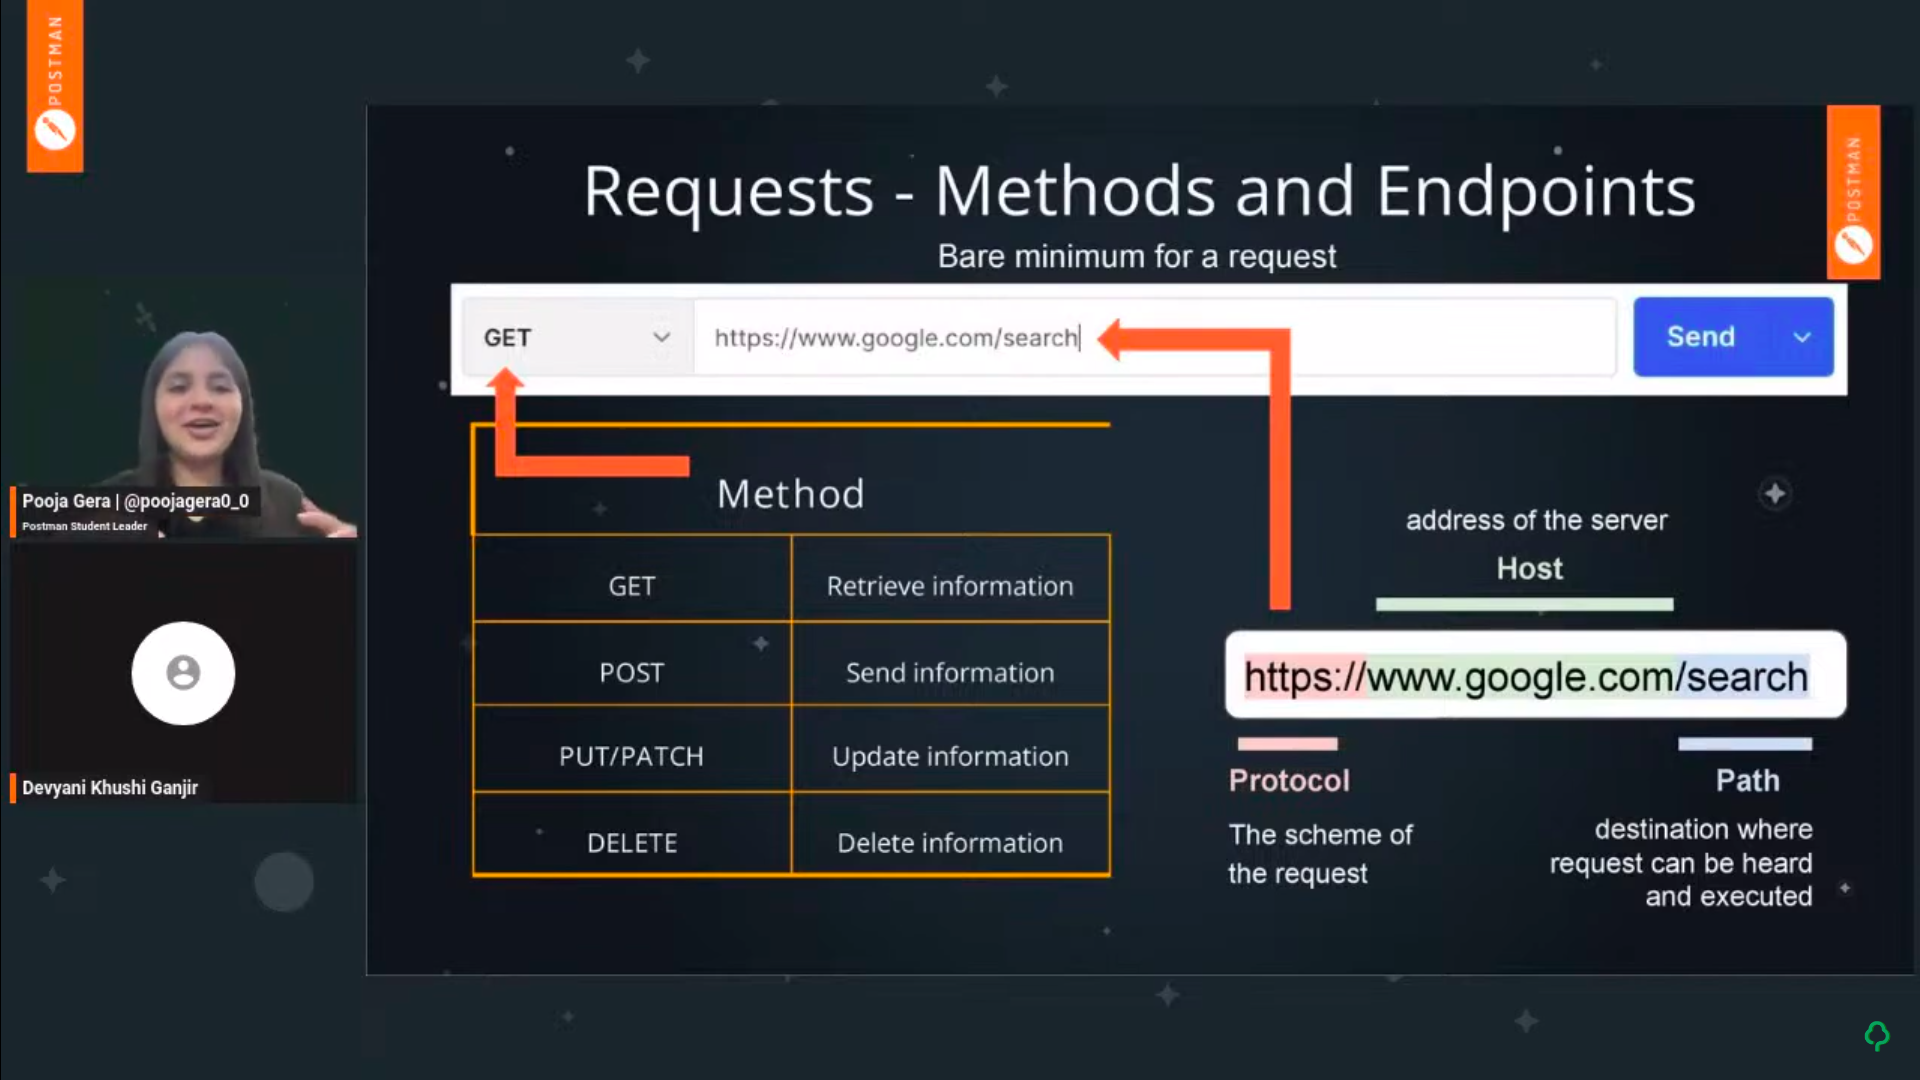 POSTMAN
POSTMAN
Requests - Methods and Endpoints
Bare minimum for a request
GET
https://www.google.com/search
Send
Method
GET
Retrieve information
POST
Send information
PUT/PATCH
Update information
DELETE
Delete information
address of the server
Host
https://www.google.com/search
Protocol
Path
The scheme of
the request
destination where
request can be heard
and executed
Pooja Gera | @poojagera0_0
Postman Student Leader
Devyani Khushi Ganjir